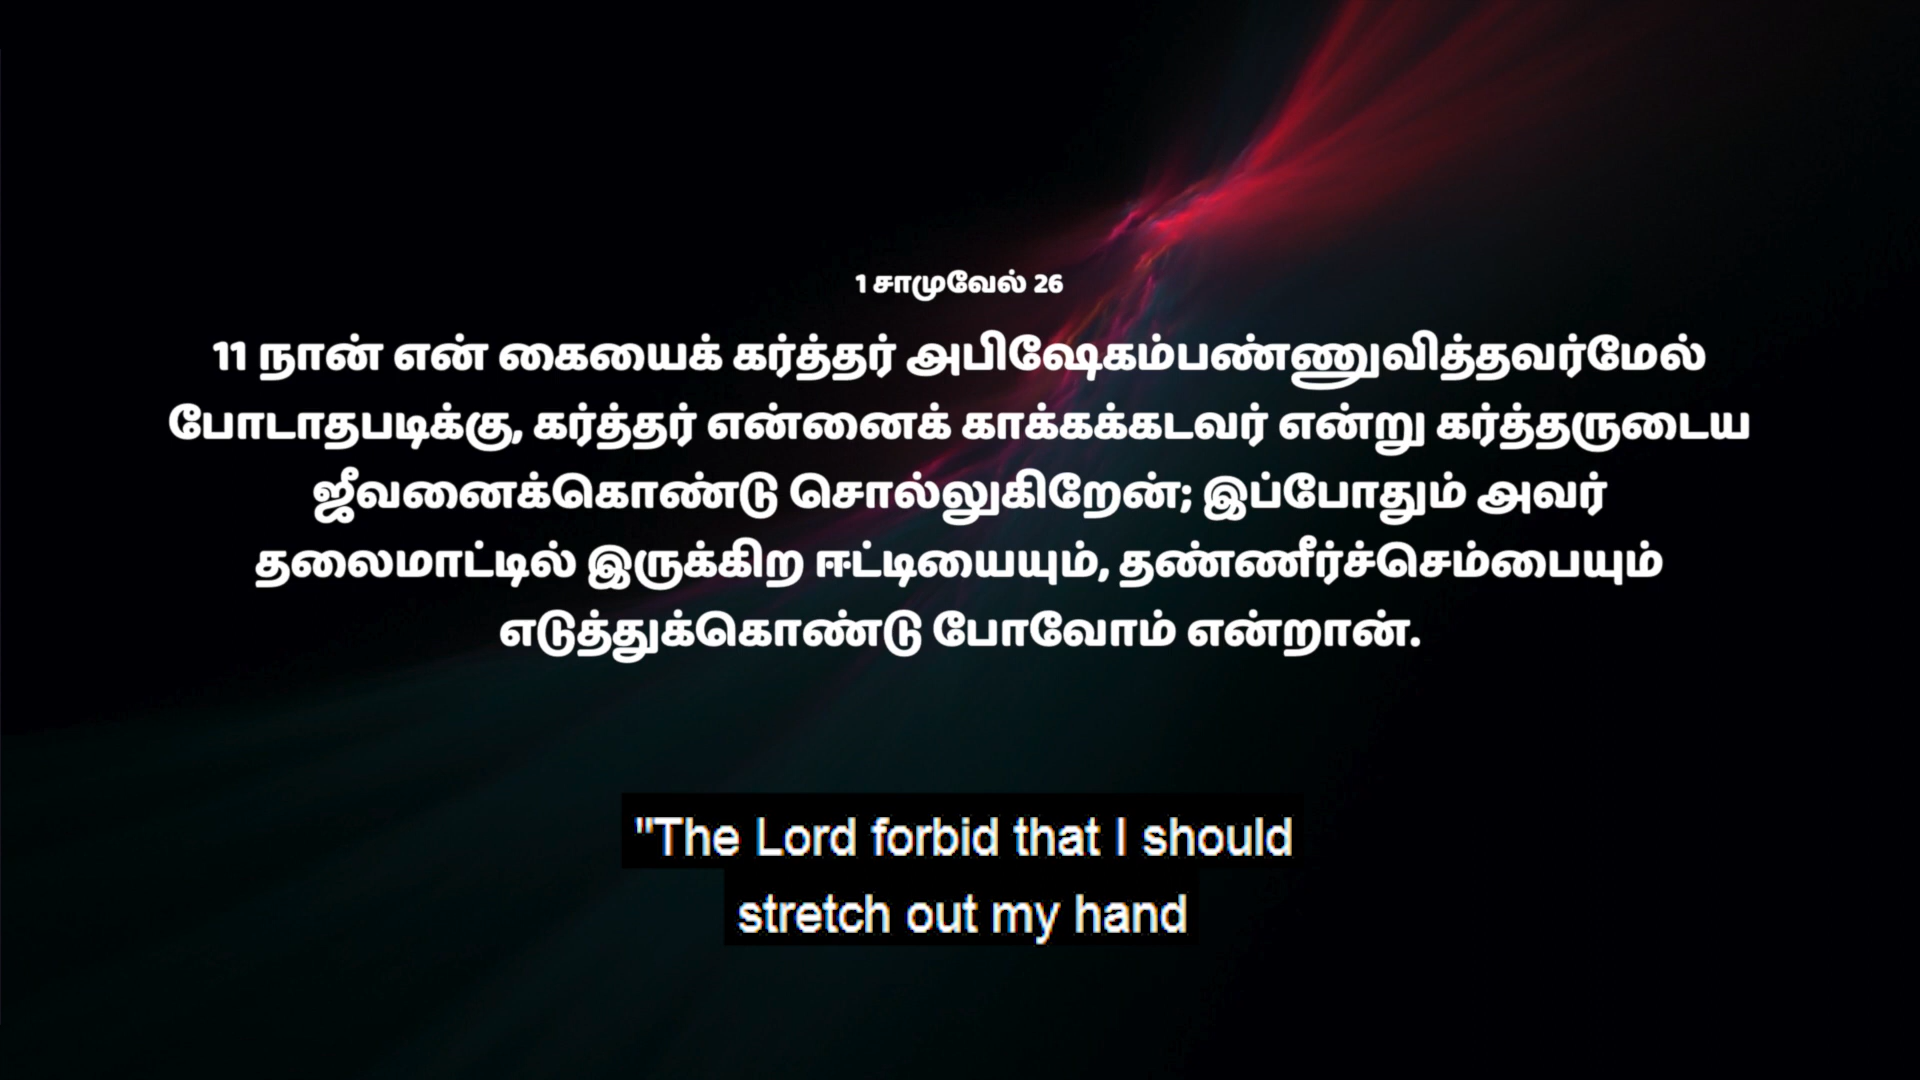 1 சாமுவேல் 26
11 நான் என் கையைக் கர்த்தர் அபிஷேகம்பண்ணுவித்தவர்மேல்
போடாதபடிக்கு, கர்த்தர் என்னைக் காக்கக்கடவர் என்று கர்த்தருடைய
ஜீவனைக்கொண்டு சொல்லுகிறேன்; இப்போதும் அவர்
தலைமாட்டில் இருக்கிற ஈட்டியையும், தண்ணீர்ச்செம்பையும்
எடுத்துக்கொண்டு போவோம் என்றான்.
"The Lord forbid that I should
stretch out my hand